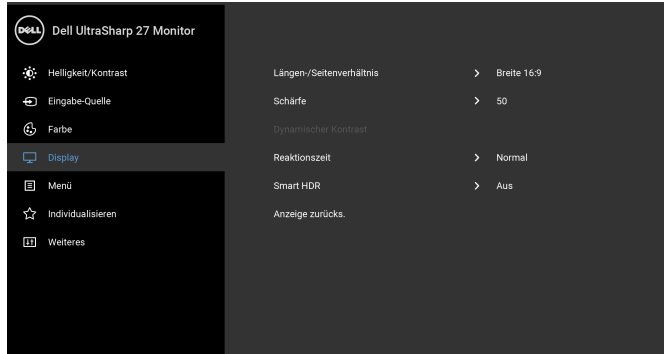 DELL Dell UltraSharp 27 Monitor
Helligkeit/Kontrast
Eingabe-Quelle
Farbe
Display
Menü
Individualisieren
Weiteres
Längen-/Seitenverhältnis > Breite 16:9
Schärfe > 50
Dynamischer Kontrast
Reaktionszeit > Normal
Smart HDR > Aus
Anzeige zurücks.